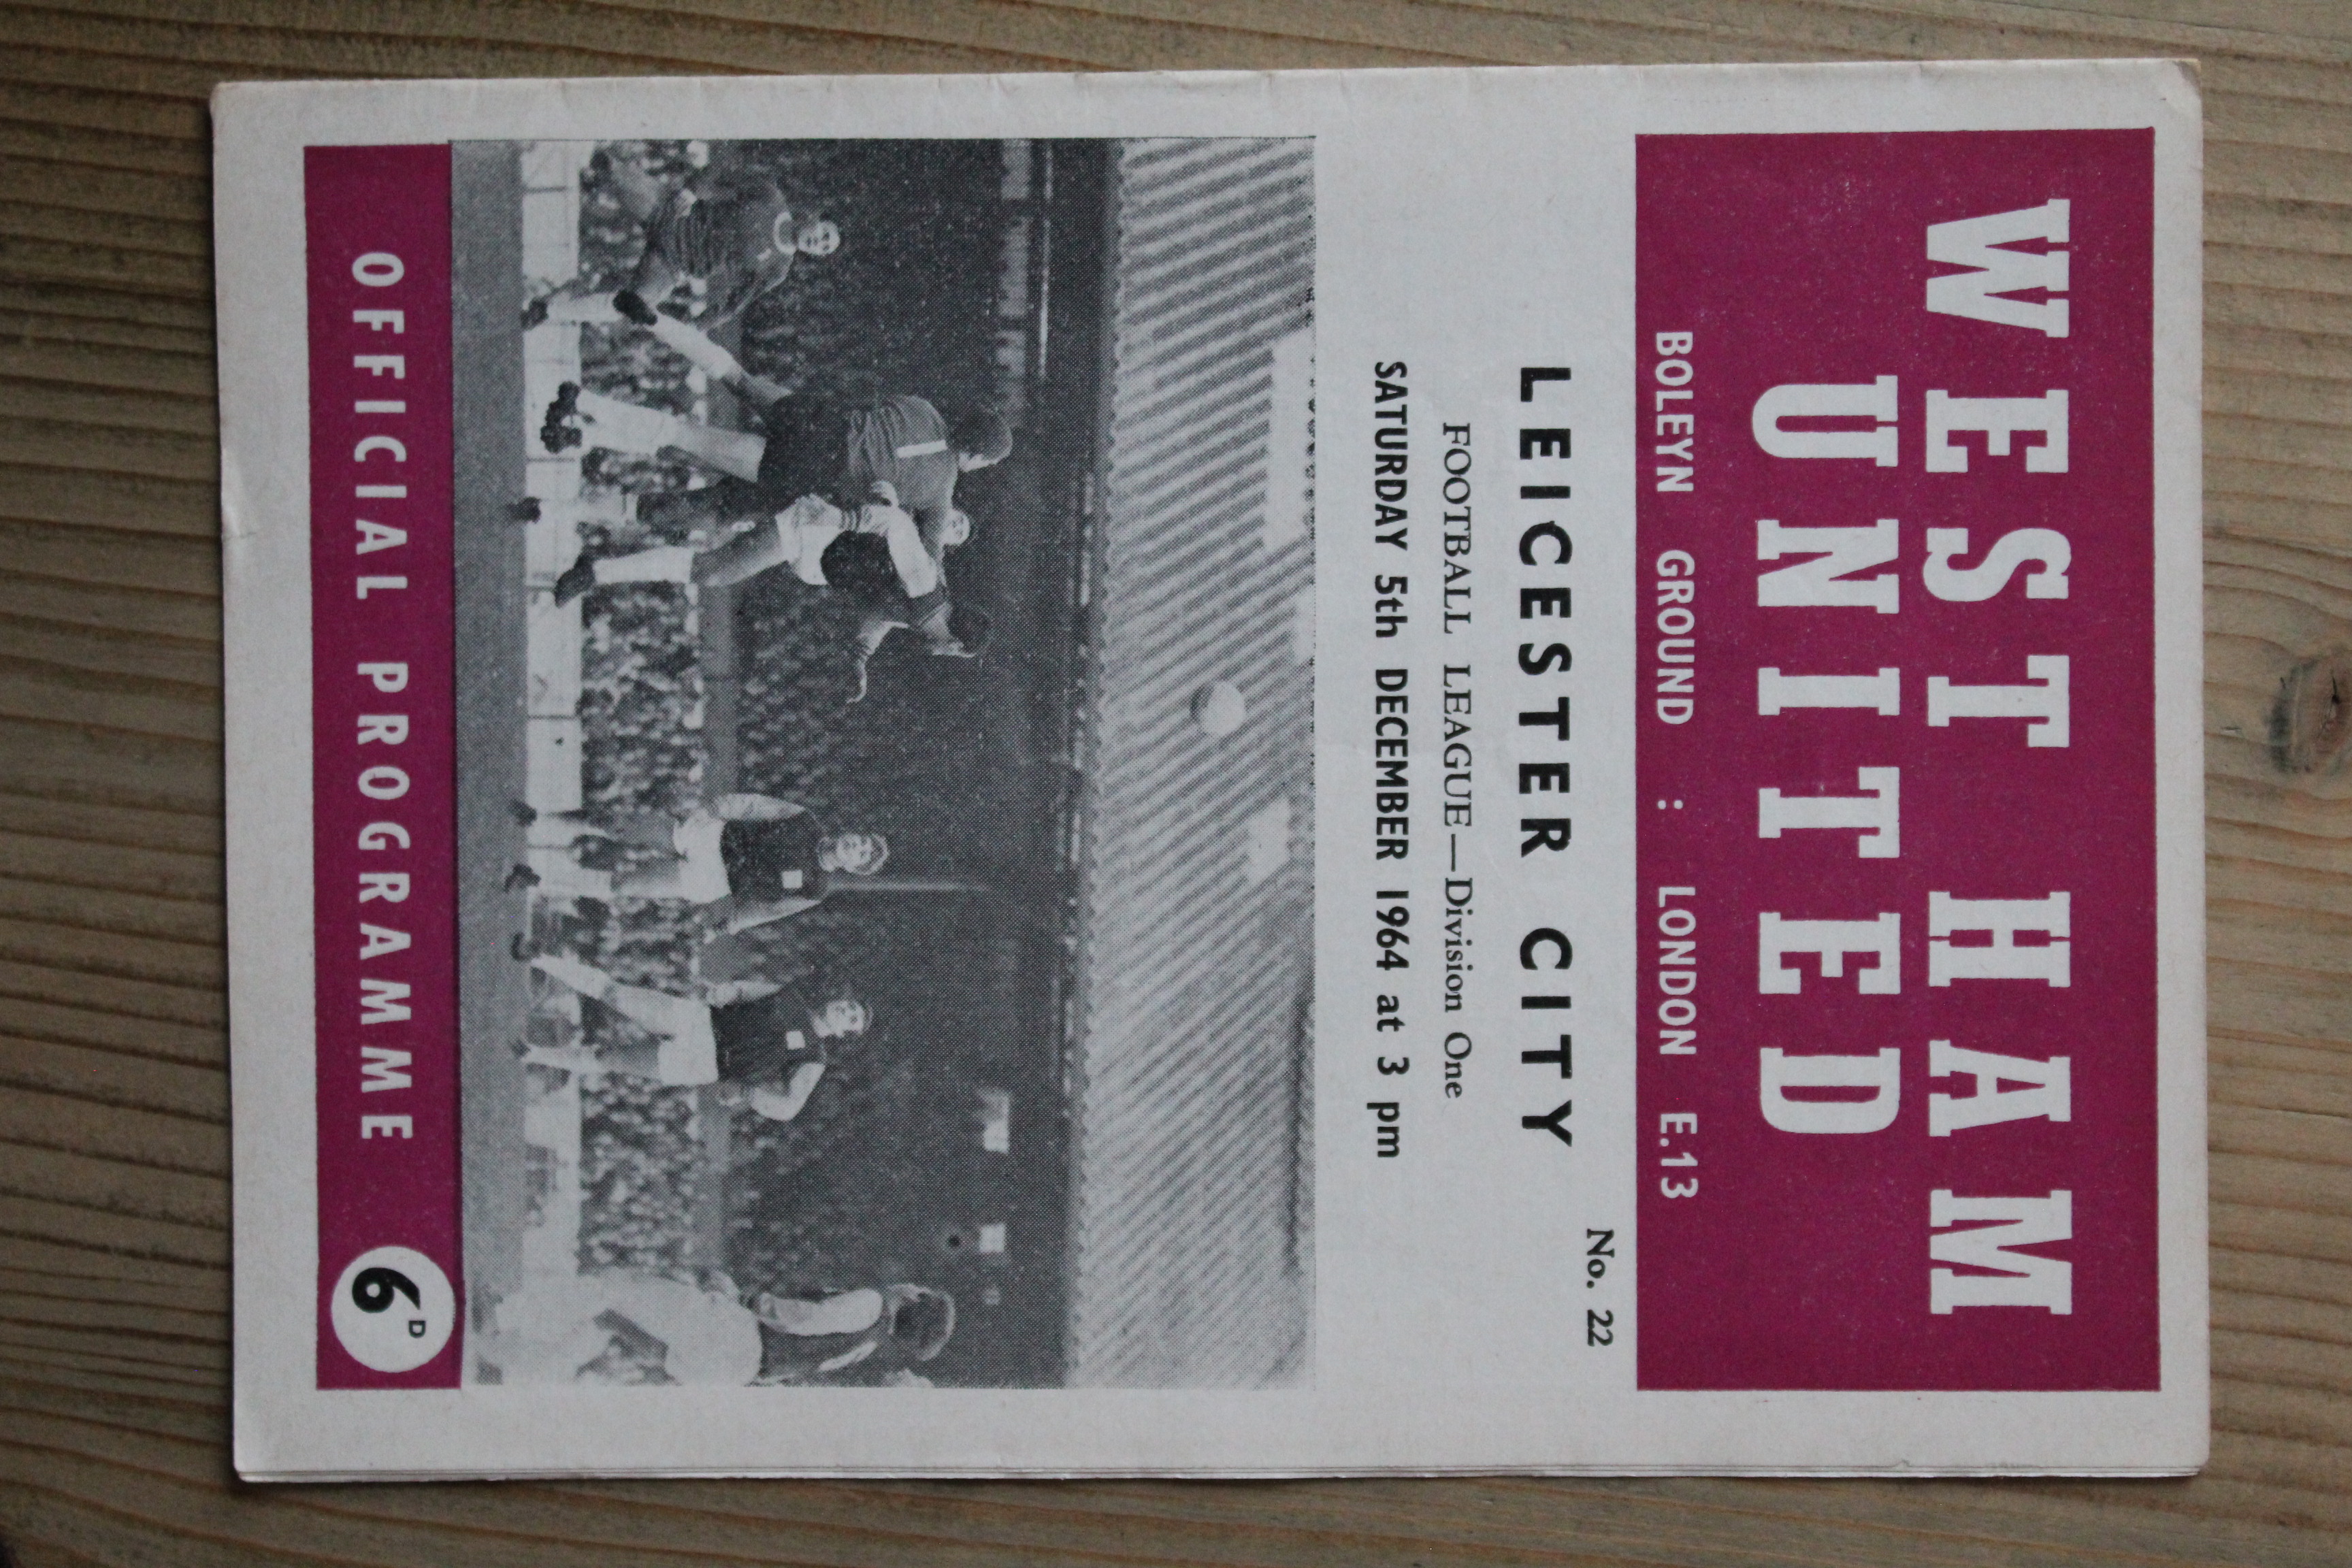 WEST HAM
UNITED
BOLEYN GROUND : LONDON E.13
No. 22
LEICESTER CITY
FOOTBALL LEAGUE—Division One
SATURDAY 5th DECEMBER 1964 at 3 pm
OFFICIAL PROGRAMME 6D